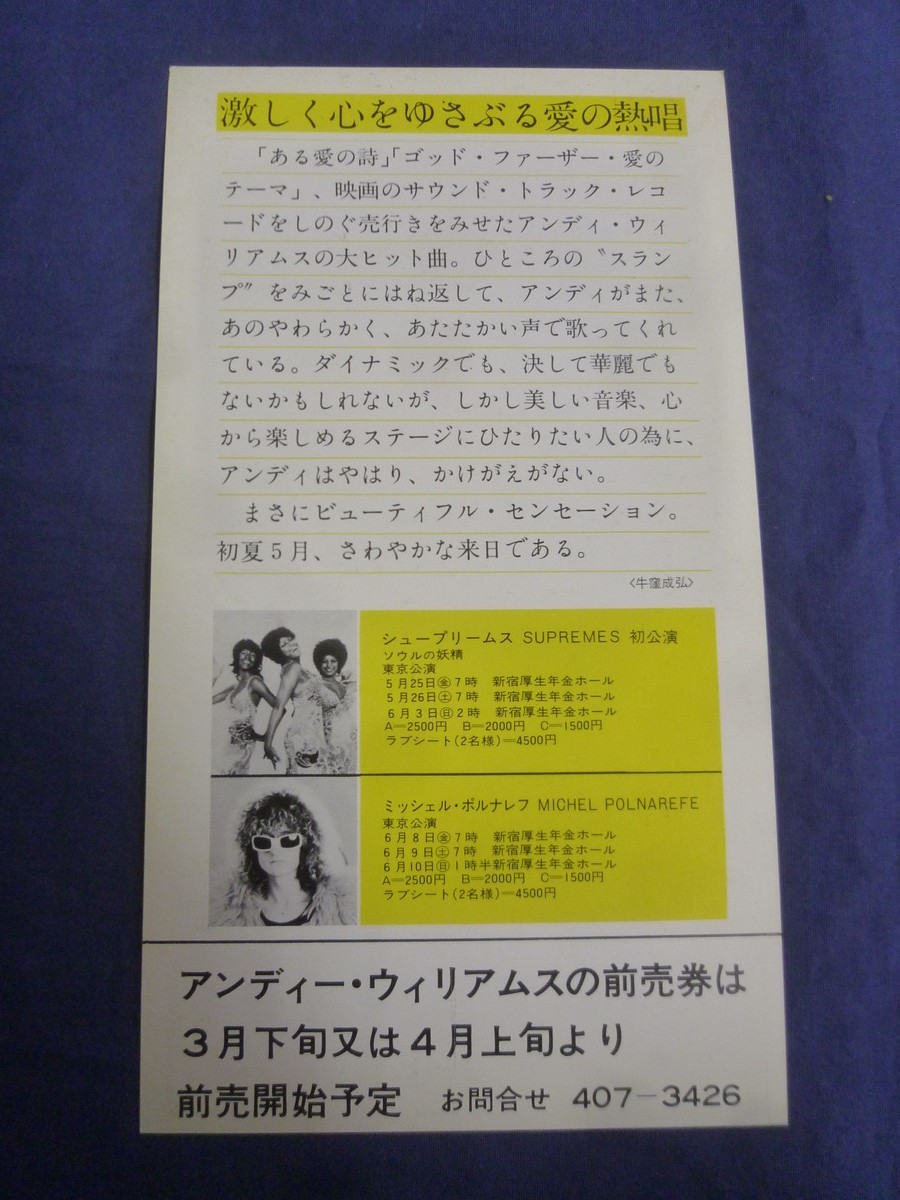 激しく心をゆさぶる愛の熱唱
「ある愛の詩」「ゴッド・ファーザー・愛の
テーマ」、映画のサウンド・トラック・レコ
ードをしのぐ売行きをみせたアンディ・ウィ
リアムスの大ヒット曲。ひところの〝スラン
プ〞をみごとにはね返して、アンディがまた、
あのやわらかく、あたたかい声で歌ってくれ
ている。ダイナミックでも、決して華麗でも
ないかもしれないが、しかし美しい音楽、心
から楽しめるステージにひたりたい人の為に、
アンディはやはり、かけがえがない。
まさにビューティフル・センセーション。
初夏5月、さわやかな来日である。
〈牛窪成弘〉
シュープリームス SUPREMES 初公演
ソウルの妖精
東京公演
5月25日㊎7時 新宿厚生年金ホール
5月26日㊏7時 新宿厚生年金ホール
6月3日㊐2時 新宿厚生年金ホール
A=2500円 B=2000円 C=1500円
ラブシート(2名様)=4500円
ミッシェル・ポルナレフ MICHEL POLNAREFE
東京公演
6月8日㊎7時 新宿厚生年金ホール
6月9日㊏7時 新宿厚生年金ホール
6月10日㊐1時半新宿厚生年金ホール
A=2500円 B=2000円 C=1500円
ラブシート(2名様)=4500円
アンディー・ウィリアムスの前売券は
3月下旬又は4月上旬より
前売開始予定 お問合せ 407-3426